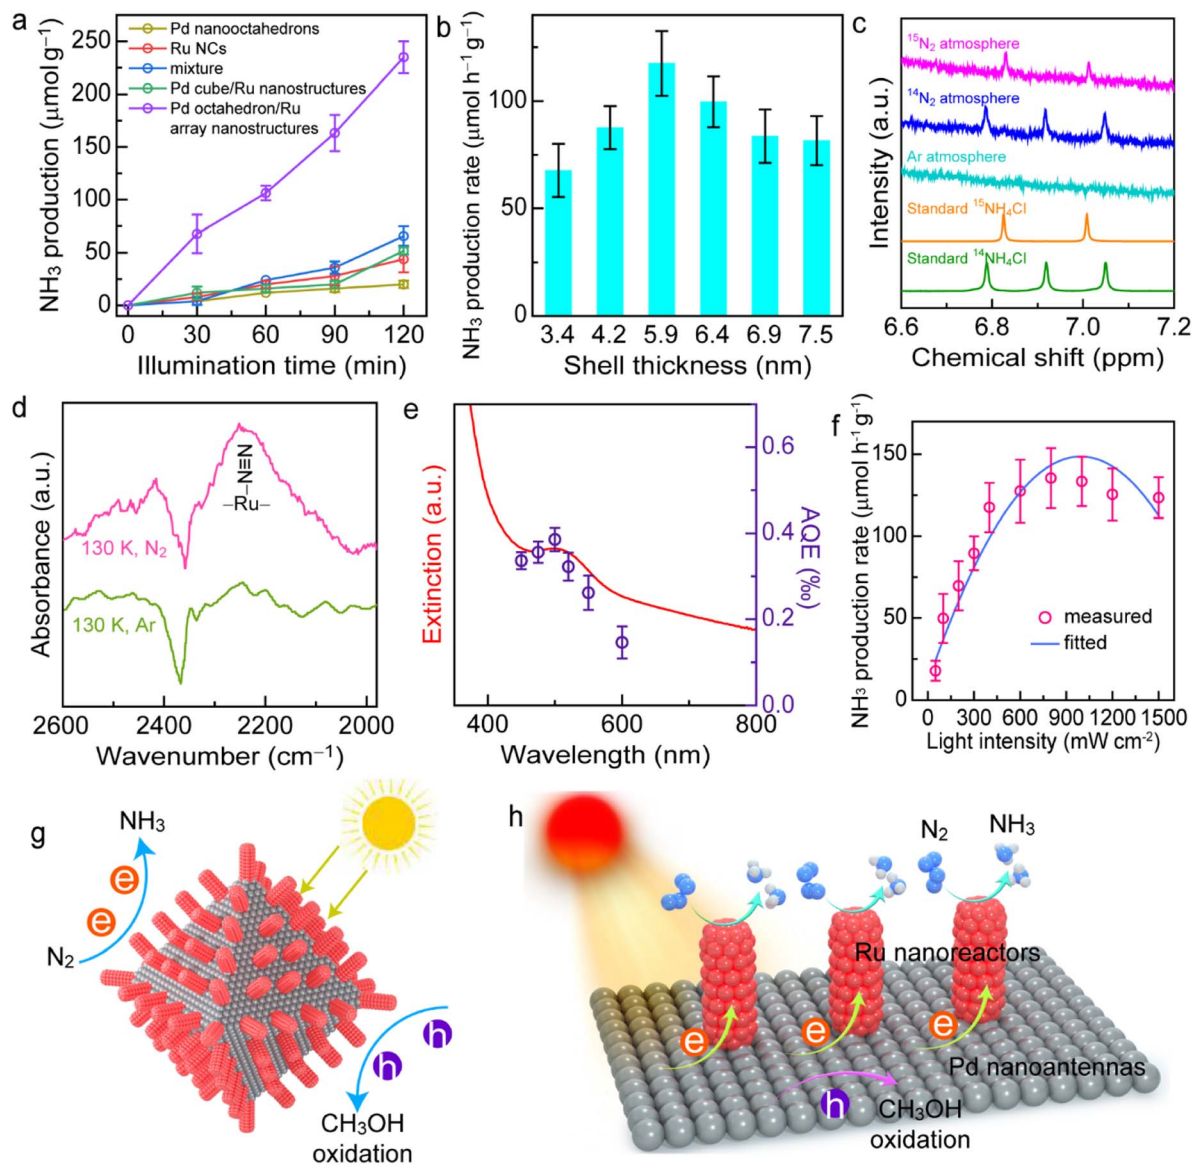 a
NH₃ production (μmol g⁻¹)
250
200
150
100
50
0
Pd nanooctahedrons
Ru NCs
mixture
Pd cube/Ru nanostructures
Pd octahedron/Ru
array nanostructures
0 30 60 90 120
Illumination time (min)
b
NH₃ production rate (μmol h⁻¹ g⁻¹)
100
50
0
3.4 4.2 5.9 6.4 6.9 7.5
Shell thickness (nm)
c
Intensity (a.u.)
¹⁵N₂ atmosphere
¹⁴N₂ atmosphere
Ar atmosphere
Standard ¹⁵NH₄Cl
Standard ¹⁴NH₄Cl
6.6 6.8 7.0 7.2
Chemical shift (ppm)
d
Absorbance (a.u.)
–N≡N
–Ru–
130 K, N₂
130 K, Ar
2600 2400 2200 2000
Wavenumber (cm⁻¹)
e
Extinction (a.u.)
0.6
0.4
0.2
0.0
AQE (‰)
400 600 800
Wavelength (nm)
f
NH₃ production rate (μmol h⁻¹ g⁻¹)
150
100
50
0
measured
fitted
0 300 600 900 1200 1500
Light intensity (mW cm⁻²)
g
NH₃
e
e
N₂
h
h
CH₃OH
oxidation
h
N₂
NH₃
Ru nanoreactors
e
e
e
Pd nanoantennas
h
CH₃OH
oxidation